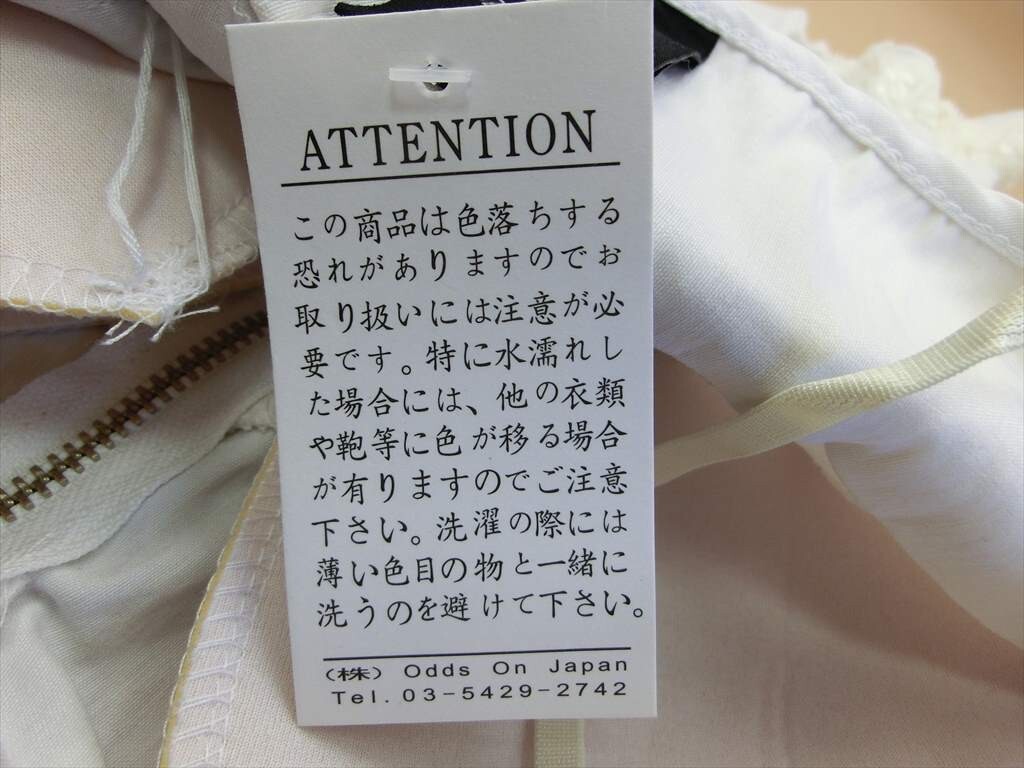 ATTENTION
この商品は色落ちする
恐れがありますのでお
取り扱いには注意が必
要です。特に水濡れし
た場合には、他の衣類
や鞄等に色が移る場合
が有りますのでご注意
下さい。洗濯の際には
薄い色目の物と一緒に
洗うのを避けて下さい。
(株) Odds On Japan
Tel.03-5429-2742